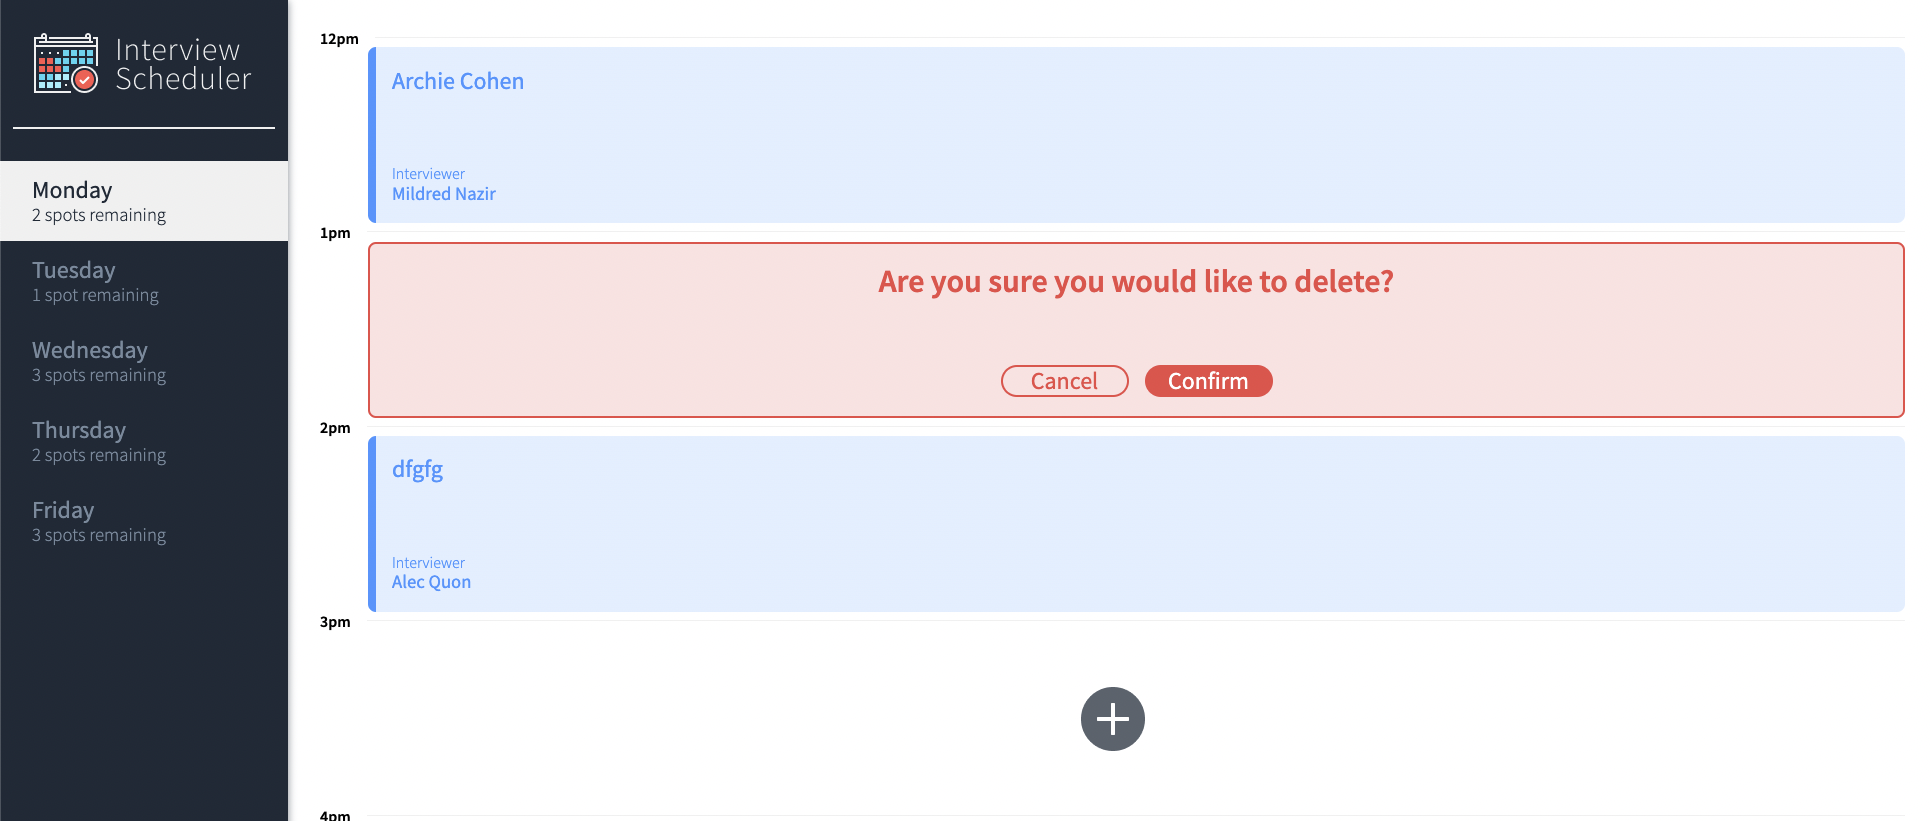 Interview
Scheduler
Monday
2 spots remaining
Tuesday
1 spot remaining
Wednesday
3 spots remaining
Thursday
2 spots remaining
Friday
3 spots remaining
12pm
Archie Cohen
Interviewer
Mildred Nazir
1pm
Are you sure you would like to delete?
Cancel Confirm
2pm
dfgfg
Interviewer
Alec Quon
3pm
4pm